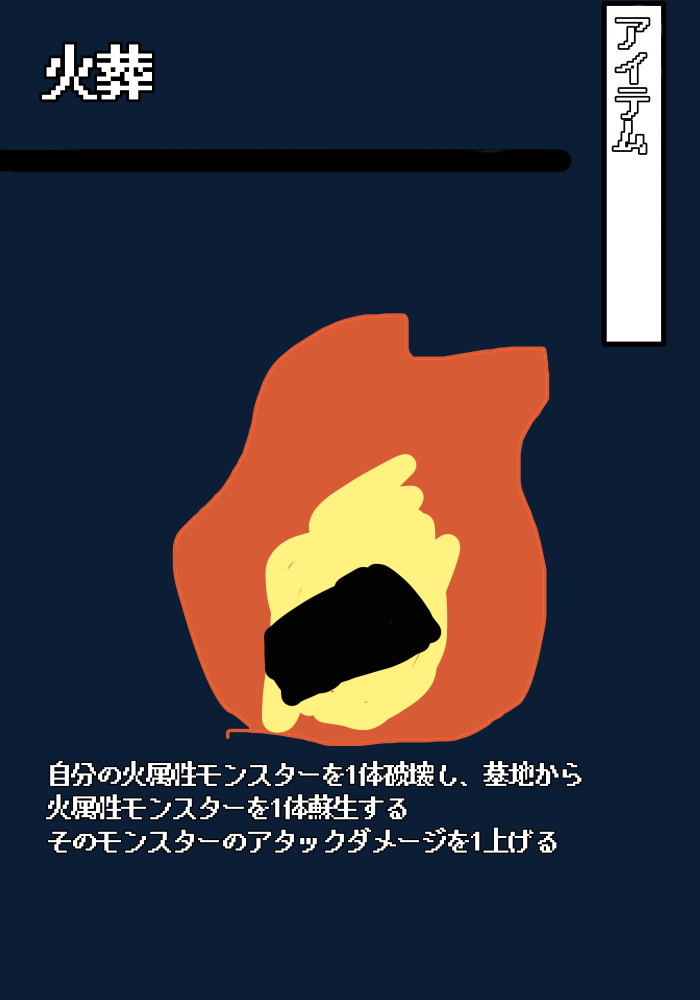 火葬
アイテム
自分の火属性モンスターを1体破壊し、墓地から
火属性モンスターを1体蘇生する
そのモンスターのアタックダメージを1上げる